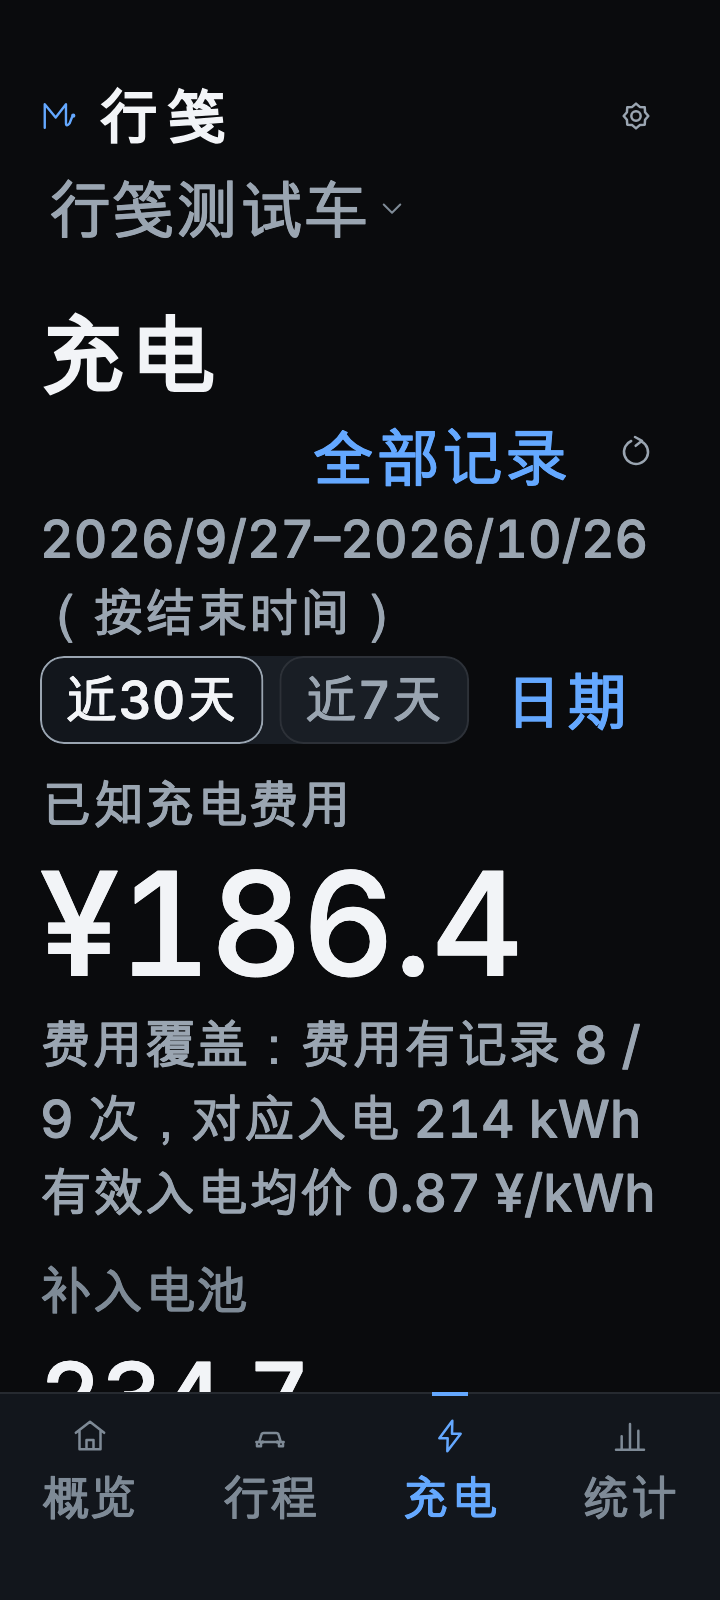 行笺
行笺测试车
充电
全部记录
2026/9/27–2026/10/26
（按结束时间）
近30天 近7天 日期
已知充电费用
¥186.4
费用覆盖：费用有记录 8 /
9 次，对应入电 214 kWh
有效入电均价 0.87 ¥/kWh
补入电池
234.7
概览 行程 充电 统计